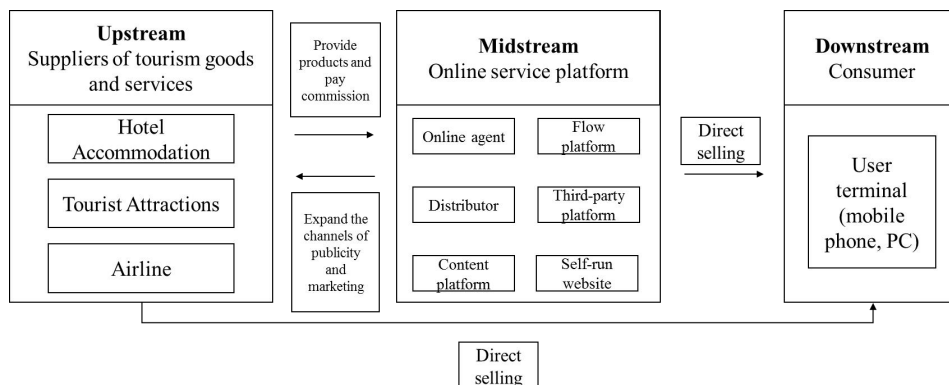 Upstream
Suppliers of tourism goods
and services
Hotel
Accommodation
Tourist Attractions
Airline
Provide
products and
pay
commission
Expand the
channels of
publicity
and
marketing
Midstream
Online service platform
Online agent
Flow
platform
Distributor
Third-party
platform
Content
platform
Self-run
website
Direct
selling
Downstream
Consumer
User
terminal
(mobile
phone, PC)
Direct
selling